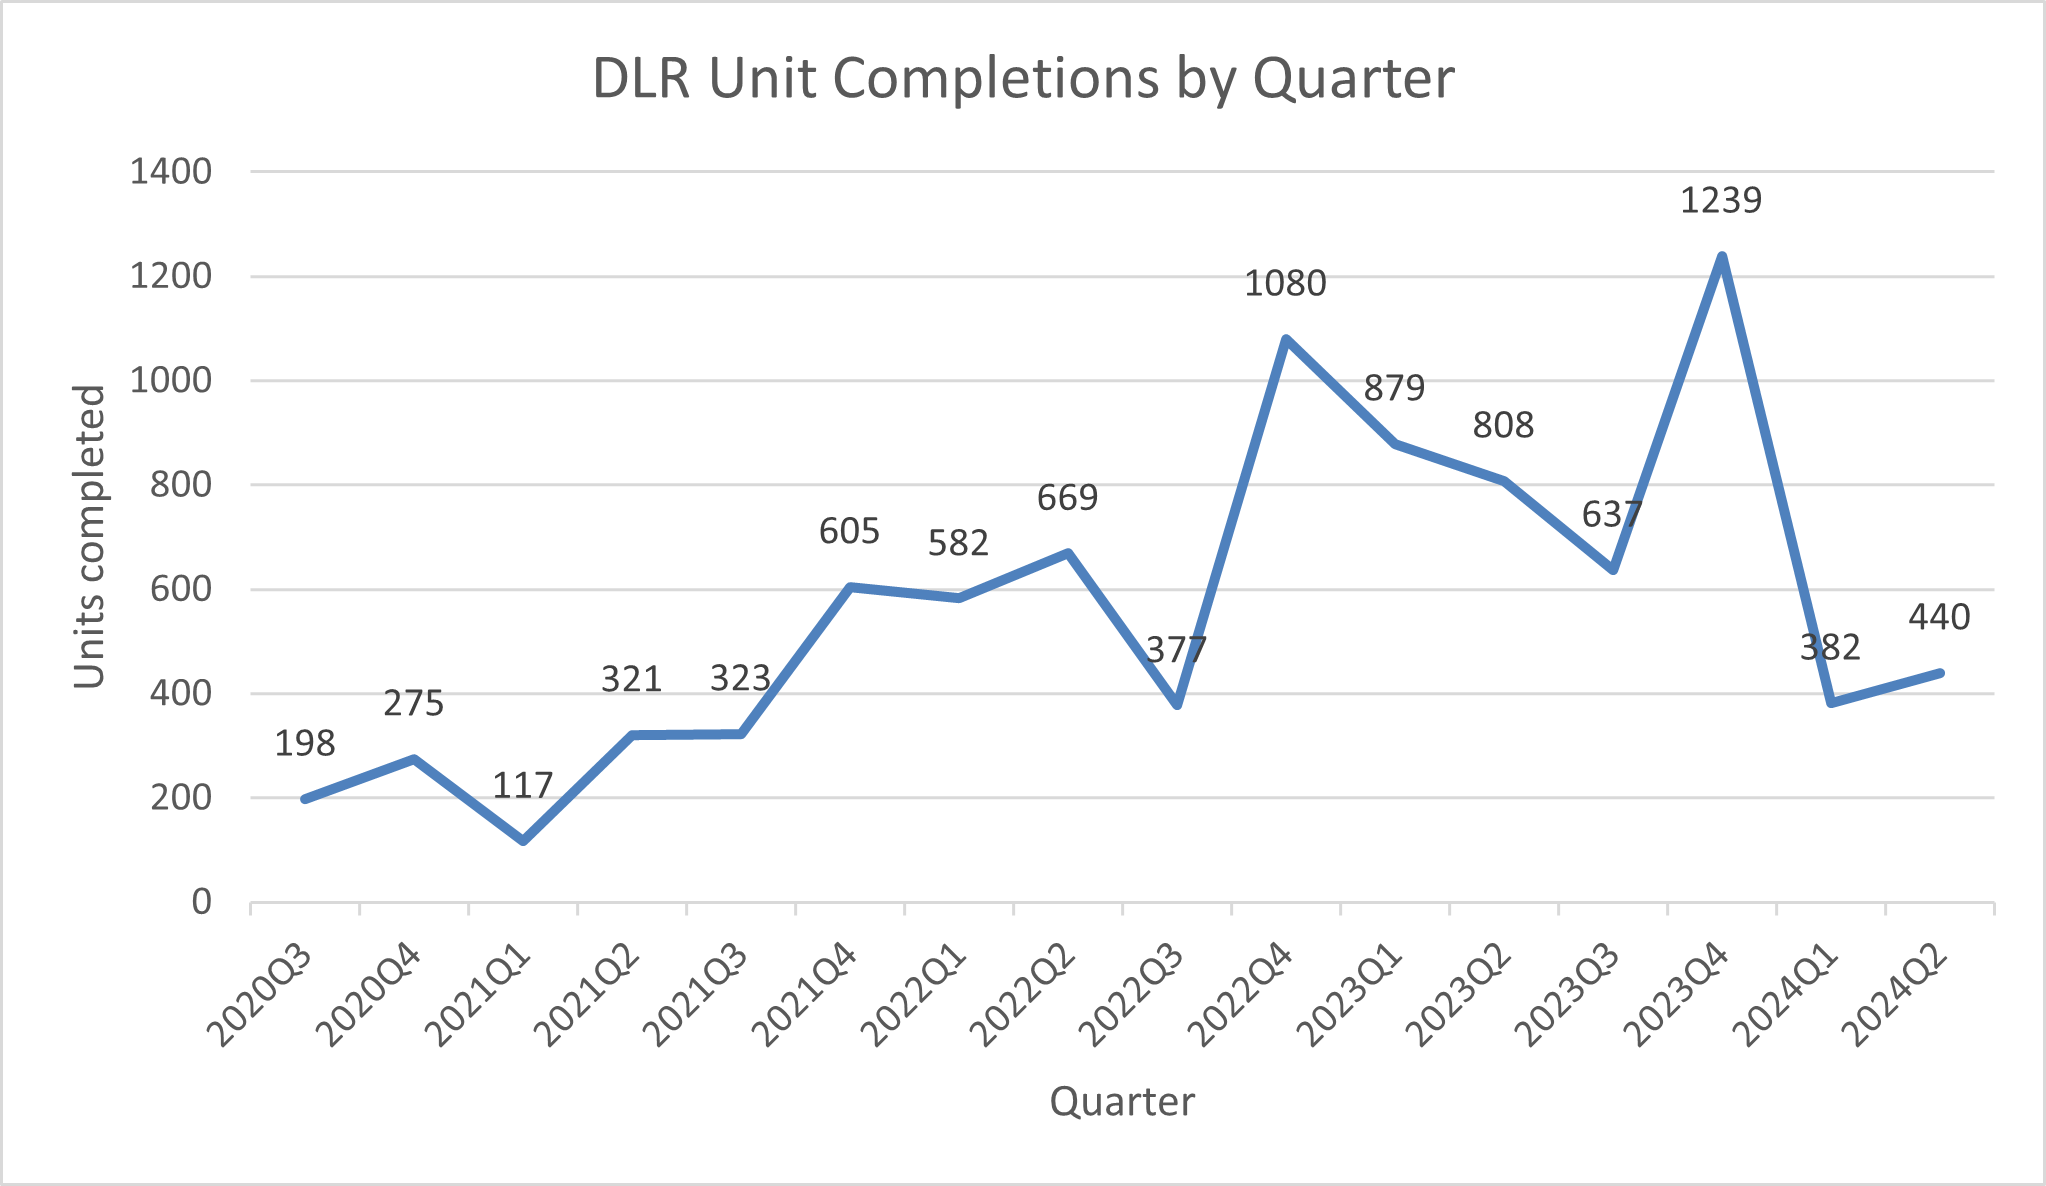 DLR Unit Completions by Quarter
1400
1200
1000
800
600
400
200
0
Units completed
198
275
117
321
323
605
582
669
377
1080
879
808
637
1239
382
440
2020Q3
2020Q4
2021Q1
2021Q2
2021Q3
2021Q4
2022Q1
2022Q2
2022Q3
2022Q4
2023Q1
2023Q2
2023Q3
2023Q4
2024Q1
2024Q2
Quarter